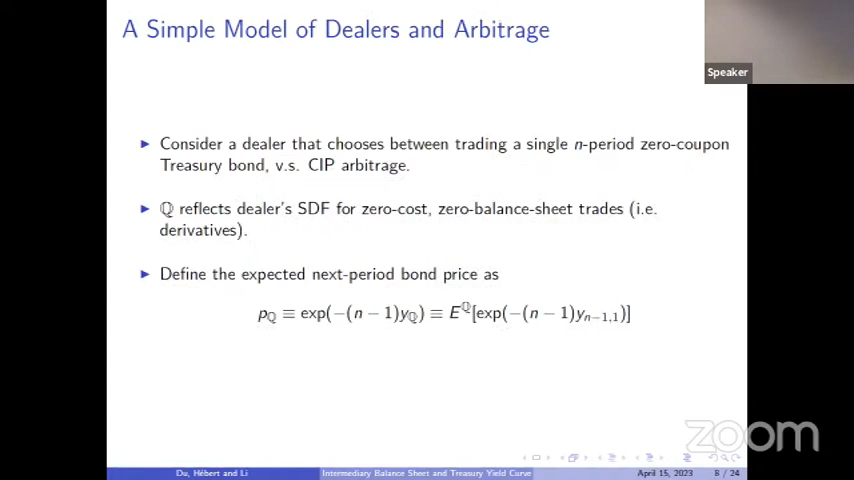 A Simple Model of Dealers and Arbitrage
Speaker
▶ Consider a dealer that chooses between trading a single n-period zero-coupon
Treasury bond, v.s. CIP arbitrage.
▶ ℚ reflects dealer's SDF for zero-cost, zero-balance-sheet trades (i.e.
derivatives).
▶ Define the expected next-period bond price as
p_ℚ ≡ exp(−(n − 1)y_ℚ) ≡ E^ℚ[exp(−(n − 1)y_{n−1,1})]
zoom
Du, Hébert and Li Intermediary Balance Sheet and Treasury Yield Curve April 15, 2023 8 / 24